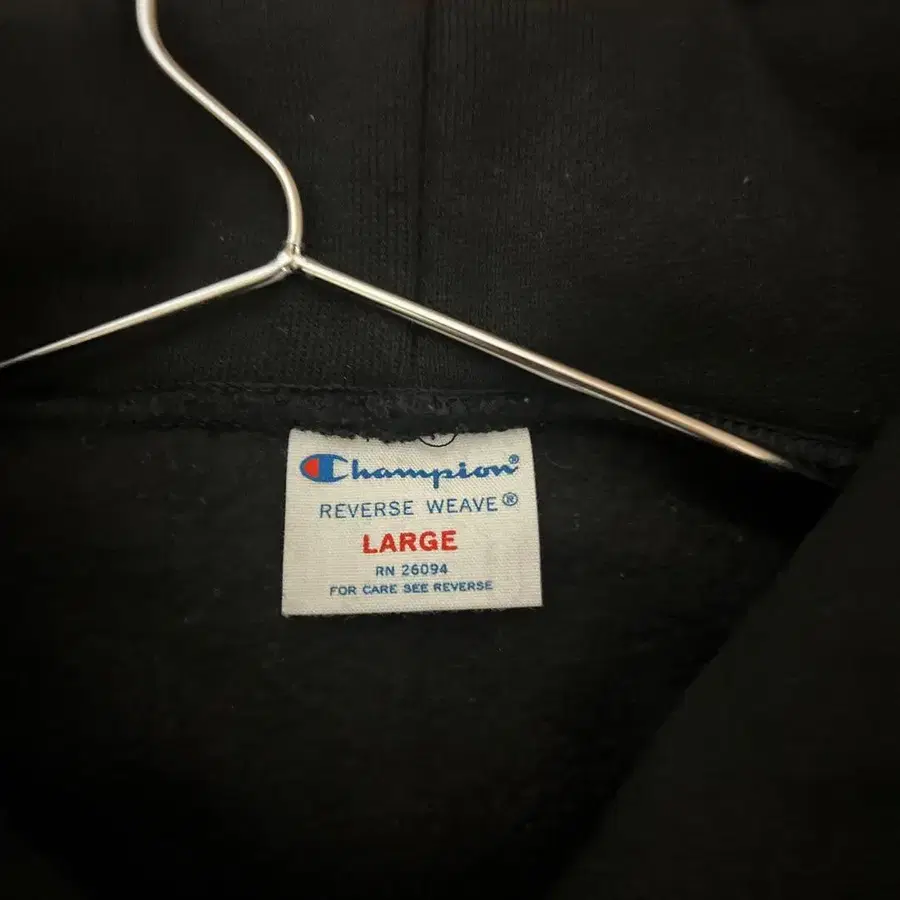 Champion®
REVERSE WEAVE®
LARGE
RN 26094
FOR CARE SEE REVERSE